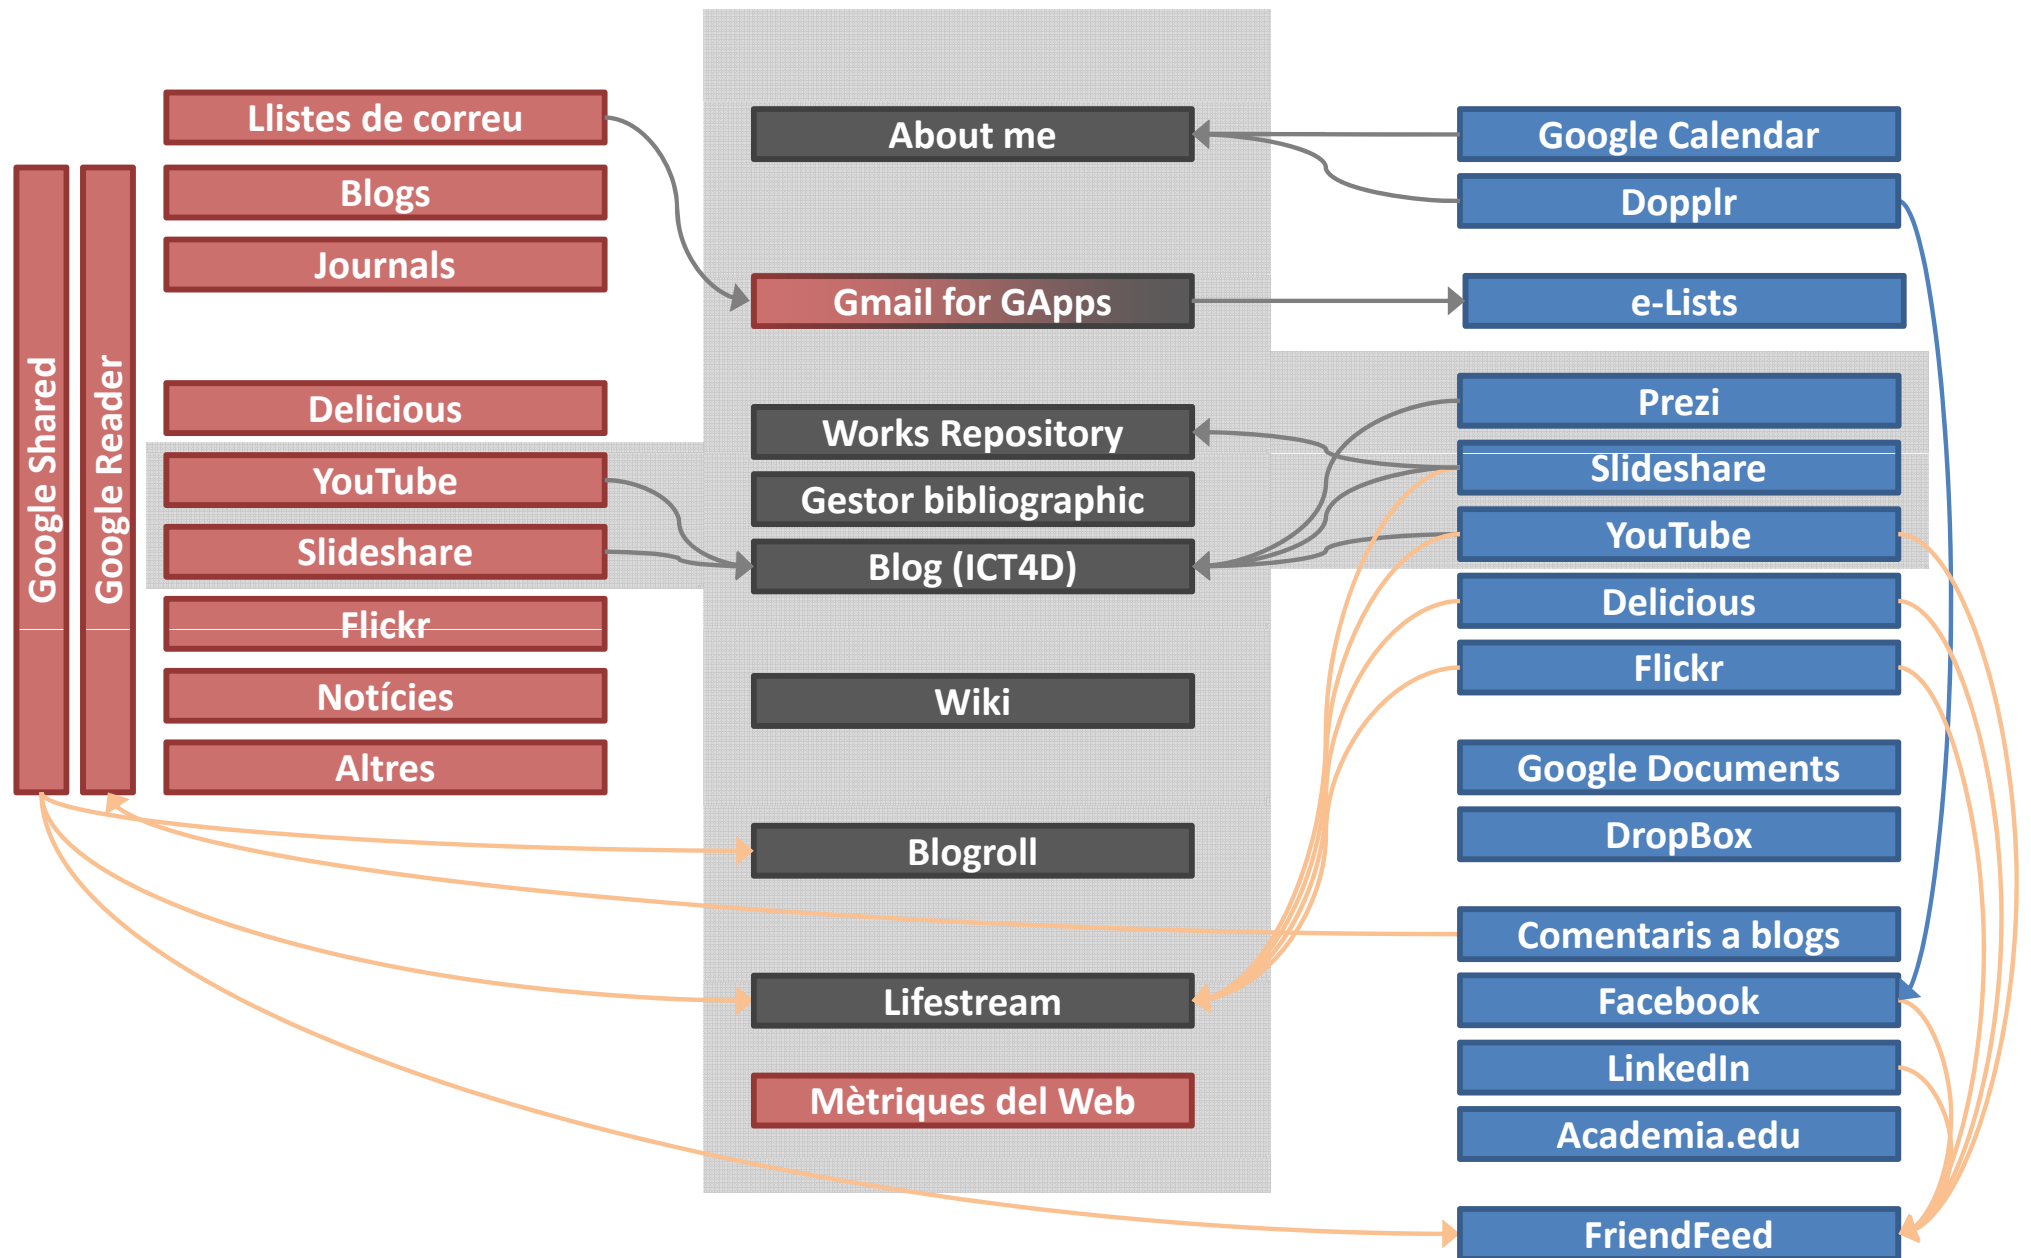 Google Shared
Google Reader
Llistes de correu
Blogs
Journals
Delicious
YouTube
Slideshare
Flickr
Notícies
Altres
About me
Gmail for GApps
Works Repository
Gestor bibliographic
Blog (ICT4D)
Wiki
Blogroll
Lifestream
Mètriques del Web
Google Calendar
Dopplr
e-Lists
Prezi
Slideshare
YouTube
Delicious
Flickr
Google Documents
DropBox
Comentaris a blogs
Facebook
LinkedIn
Academia.edu
FriendFeed